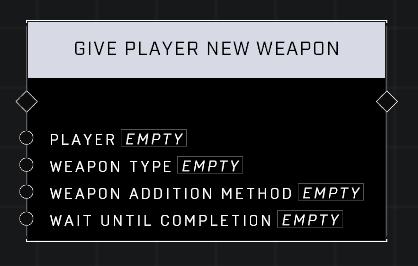 GIVE PLAYER NEW WEAPON
PLAYER EMPTY
WEAPON TYPE EMPTY
WEAPON ADDITION METHOD EMPTY
WAIT UNTIL COMPLETION EMPTY